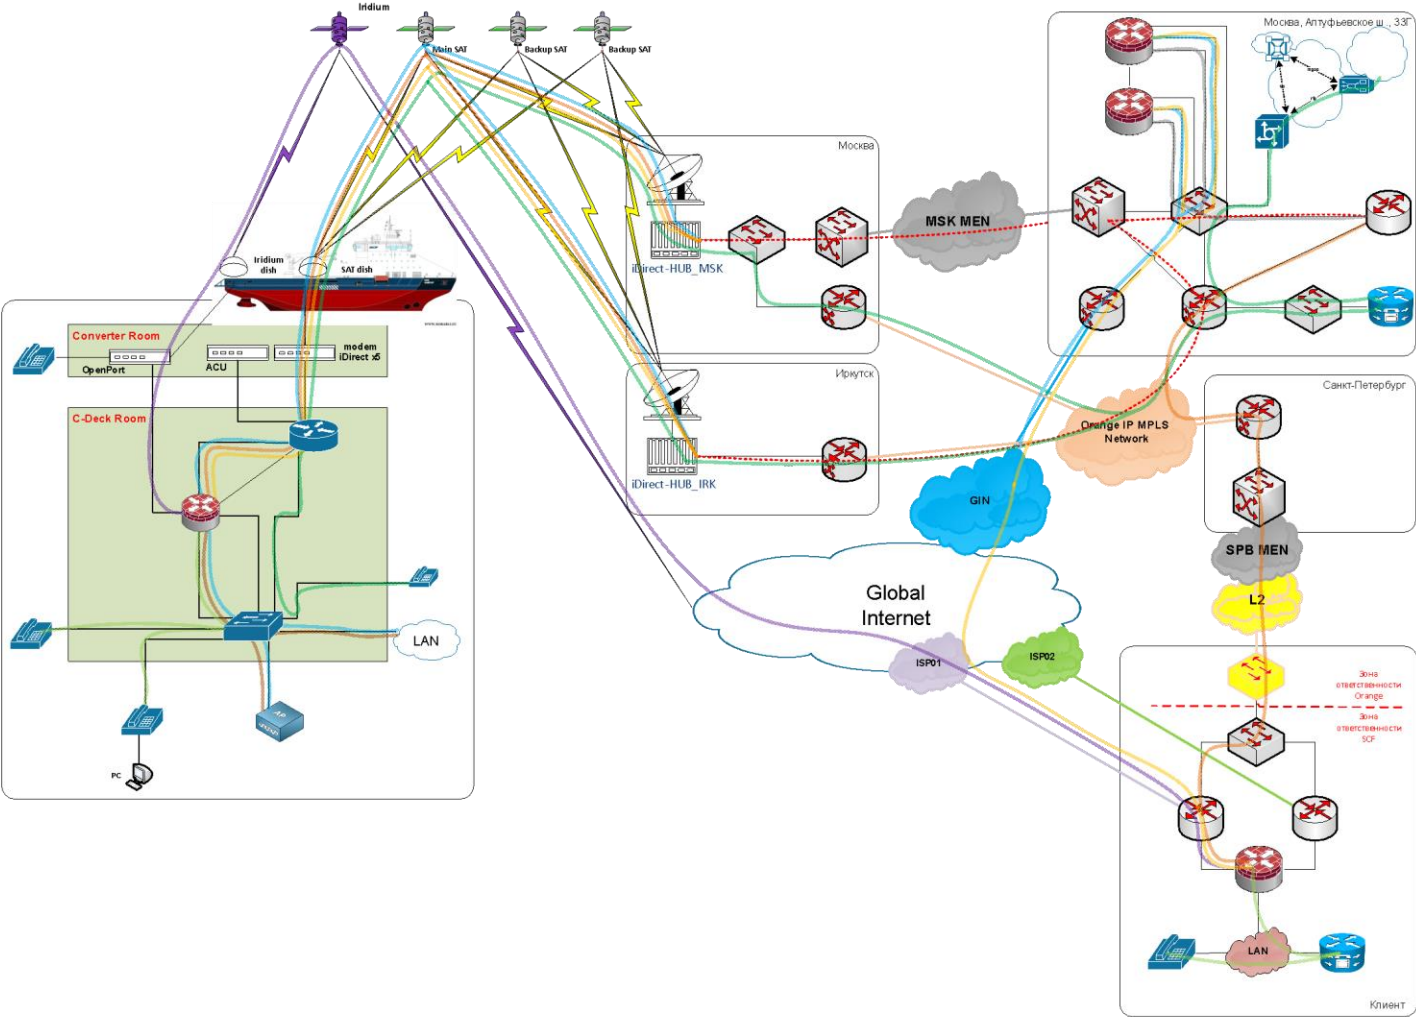 Iridium
Main SAT
Backup SAT
Backup SAT
Москва, Алтуфьевское ш., 33Г
Москва
MSK MEN
iDirect-HUB_MSK
Iridium
dish
SAT dish
Converter Room
OpenPort
ACU
modem
iDirect x5
C-Deck Room
LAN
AP
PC
Иркутск
iDirect-HUB_IRK
Orange IP MPLS
Network
GIN
Санкт-Петербург
SPB MEN
L2
Global
Internet
ISP01
ISP02
Зона
ответственности
Orange
Зона
ответственности
SCF
LAN
Клиент